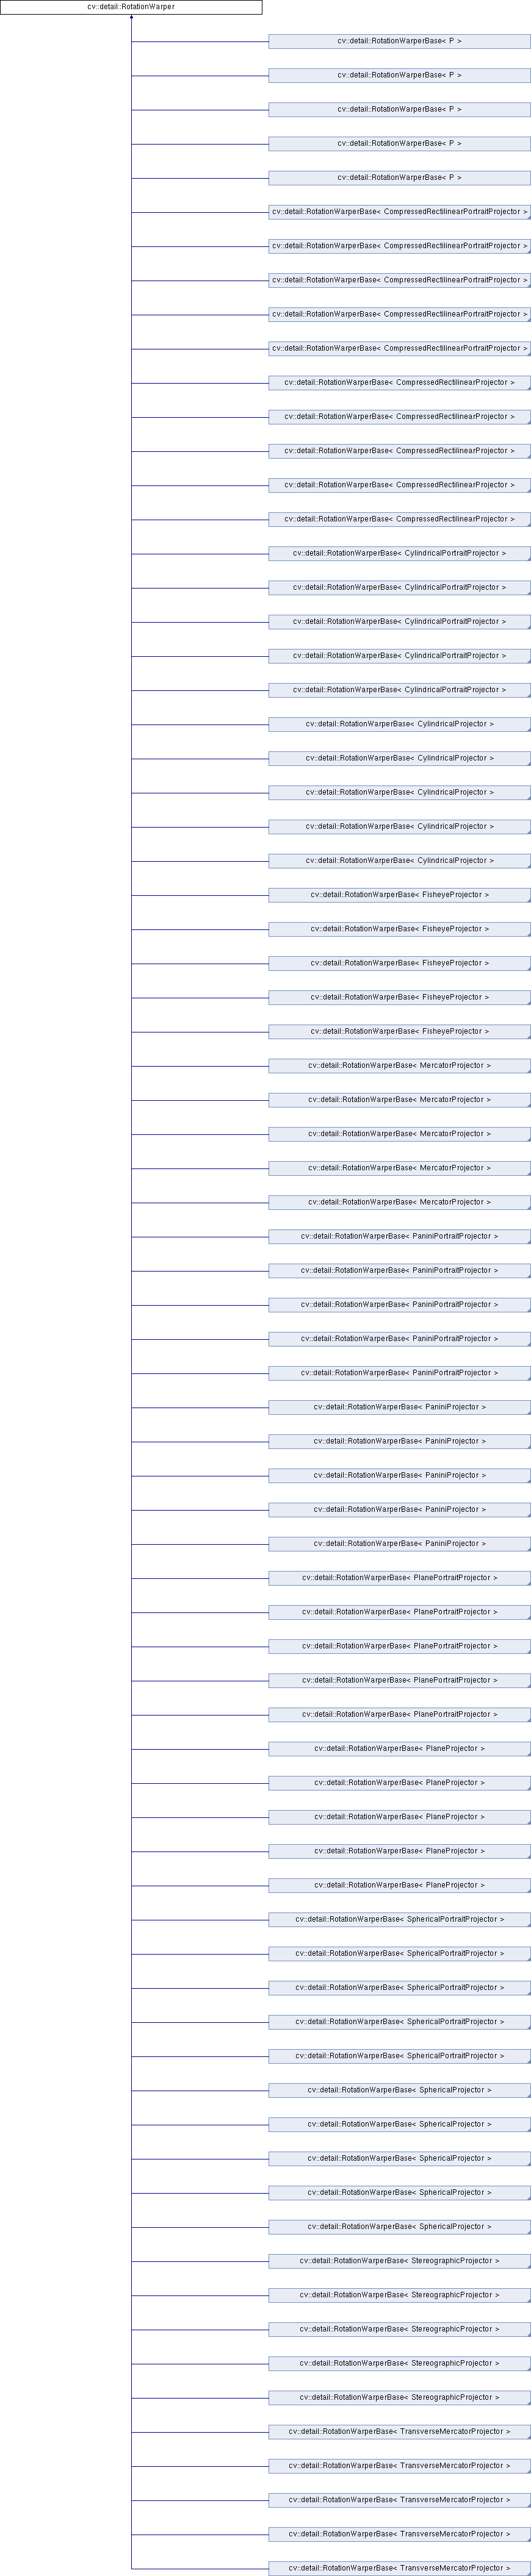 cv::detail::RotationWarper
cv::detail::RotationWarperBase< P >
cv::detail::RotationWarperBase< P >
cv::detail::RotationWarperBase< P >
cv::detail::RotationWarperBase< P >
cv::detail::RotationWarperBase< P >
cv::detail::RotationWarperBase< CompressedRectilinearPortraitProjector >
cv::detail::RotationWarperBase< CompressedRectilinearPortraitProjector >
cv::detail::RotationWarperBase< CompressedRectilinearPortraitProjector >
cv::detail::RotationWarperBase< CompressedRectilinearPortraitProjector >
cv::detail::RotationWarperBase< CompressedRectilinearPortraitProjector >
cv::detail::RotationWarperBase< CompressedRectilinearProjector >
cv::detail::RotationWarperBase< CompressedRectilinearProjector >
cv::detail::RotationWarperBase< CompressedRectilinearProjector >
cv::detail::RotationWarperBase< CompressedRectilinearProjector >
cv::detail::RotationWarperBase< CompressedRectilinearProjector >
cv::detail::RotationWarperBase< CylindricalPortraitProjector >
cv::detail::RotationWarperBase< CylindricalPortraitProjector >
cv::detail::RotationWarperBase< CylindricalPortraitProjector >
cv::detail::RotationWarperBase< CylindricalPortraitProjector >
cv::detail::RotationWarperBase< CylindricalPortraitProjector >
cv::detail::RotationWarperBase< CylindricalProjector >
cv::detail::RotationWarperBase< CylindricalProjector >
cv::detail::RotationWarperBase< CylindricalProjector >
cv::detail::RotationWarperBase< CylindricalProjector >
cv::detail::RotationWarperBase< CylindricalProjector >
cv::detail::RotationWarperBase< FisheyeProjector >
cv::detail::RotationWarperBase< FisheyeProjector >
cv::detail::RotationWarperBase< FisheyeProjector >
cv::detail::RotationWarperBase< FisheyeProjector >
cv::detail::RotationWarperBase< FisheyeProjector >
cv::detail::RotationWarperBase< MercatorProjector >
cv::detail::RotationWarperBase< MercatorProjector >
cv::detail::RotationWarperBase< MercatorProjector >
cv::detail::RotationWarperBase< MercatorProjector >
cv::detail::RotationWarperBase< MercatorProjector >
cv::detail::RotationWarperBase< PaniniPortraitProjector >
cv::detail::RotationWarperBase< PaniniPortraitProjector >
cv::detail::RotationWarperBase< PaniniPortraitProjector >
cv::detail::RotationWarperBase< PaniniPortraitProjector >
cv::detail::RotationWarperBase< PaniniPortraitProjector >
cv::detail::RotationWarperBase< PaniniProjector >
cv::detail::RotationWarperBase< PaniniProjector >
cv::detail::RotationWarperBase< PaniniProjector >
cv::detail::RotationWarperBase< PaniniProjector >
cv::detail::RotationWarperBase< PaniniProjector >
cv::detail::RotationWarperBase< PlanePortraitProjector >
cv::detail::RotationWarperBase< PlanePortraitProjector >
cv::detail::RotationWarperBase< PlanePortraitProjector >
cv::detail::RotationWarperBase< PlanePortraitProjector >
cv::detail::RotationWarperBase< PlanePortraitProjector >
cv::detail::RotationWarperBase< PlaneProjector >
cv::detail::RotationWarperBase< PlaneProjector >
cv::detail::RotationWarperBase< PlaneProjector >
cv::detail::RotationWarperBase< PlaneProjector >
cv::detail::RotationWarperBase< PlaneProjector >
cv::detail::RotationWarperBase< SphericalPortraitProjector >
cv::detail::RotationWarperBase< SphericalPortraitProjector >
cv::detail::RotationWarperBase< SphericalPortraitProjector >
cv::detail::RotationWarperBase< SphericalPortraitProjector >
cv::detail::RotationWarperBase< SphericalPortraitProjector >
cv::detail::RotationWarperBase< SphericalProjector >
cv::detail::RotationWarperBase< SphericalProjector >
cv::detail::RotationWarperBase< SphericalProjector >
cv::detail::RotationWarperBase< SphericalProjector >
cv::detail::RotationWarperBase< SphericalProjector >
cv::detail::RotationWarperBase< StereographicProjector >
cv::detail::RotationWarperBase< StereographicProjector >
cv::detail::RotationWarperBase< StereographicProjector >
cv::detail::RotationWarperBase< StereographicProjector >
cv::detail::RotationWarperBase< StereographicProjector >
cv::detail::RotationWarperBase< TransverseMercatorProjector >
cv::detail::RotationWarperBase< TransverseMercatorProjector >
cv::detail::RotationWarperBase< TransverseMercatorProjector >
cv::detail::RotationWarperBase< TransverseMercatorProjector >
cv::detail::RotationWarperBase< TransverseMercatorProjector >